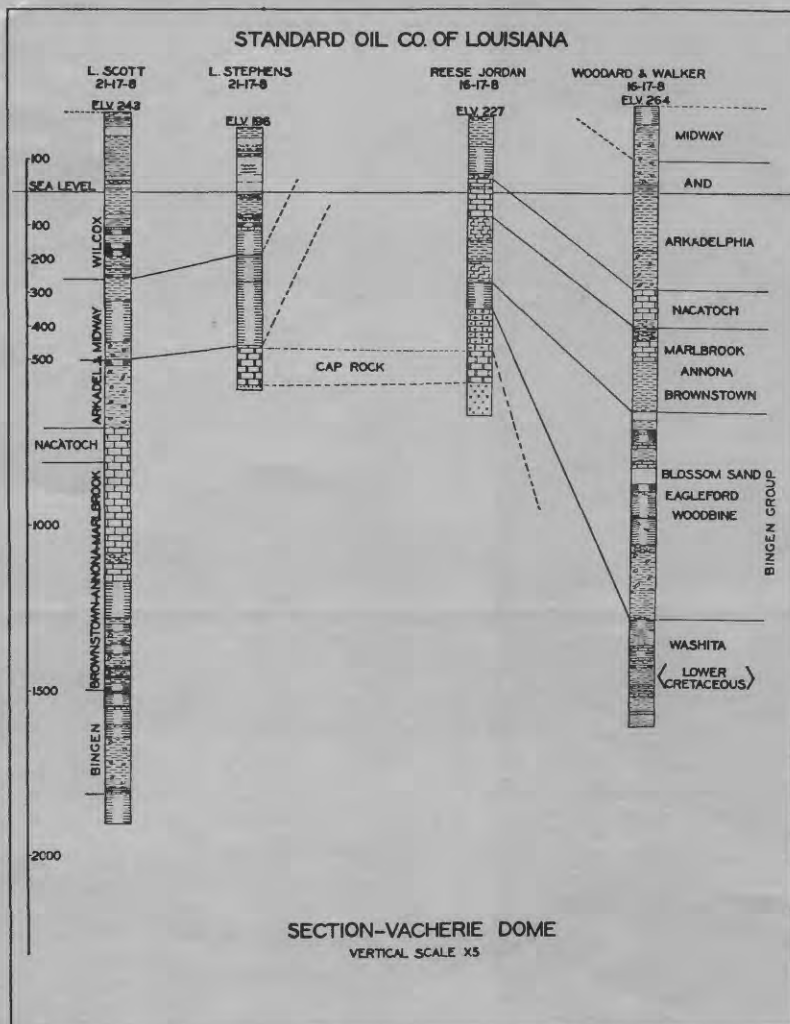 STANDARD OIL CO. OF LOUISIANA
L. SCOTT
21-17-8
ELV. 243
L. STEPHENS
21-17-8
ELV. 196
REESE JORDAN
16-17-8
ELV. 227
WOODARD & WALKER
16-17-8
ELV. 264
100
SEA LEVEL
100
200
300
400
500
1000
1500
2000
WILCOX
ARKADEL & MIDWAY
NACATOCH
BROWNSTOWN-ANNONA-MARLBROOK
BINGEN
CAP ROCK
MIDWAY
AND
ARKADELPHIA
NACATOCH
MARLBROOK
ANNONA
BROWNSTOWN
BLOSSOM SAND
EAGLEFORD
WOODBINE
BINGEN GROUP
WASHITA
(LOWER
CRETACEOUS)
SECTION-VACHERIE DOME
VERTICAL SCALE X5